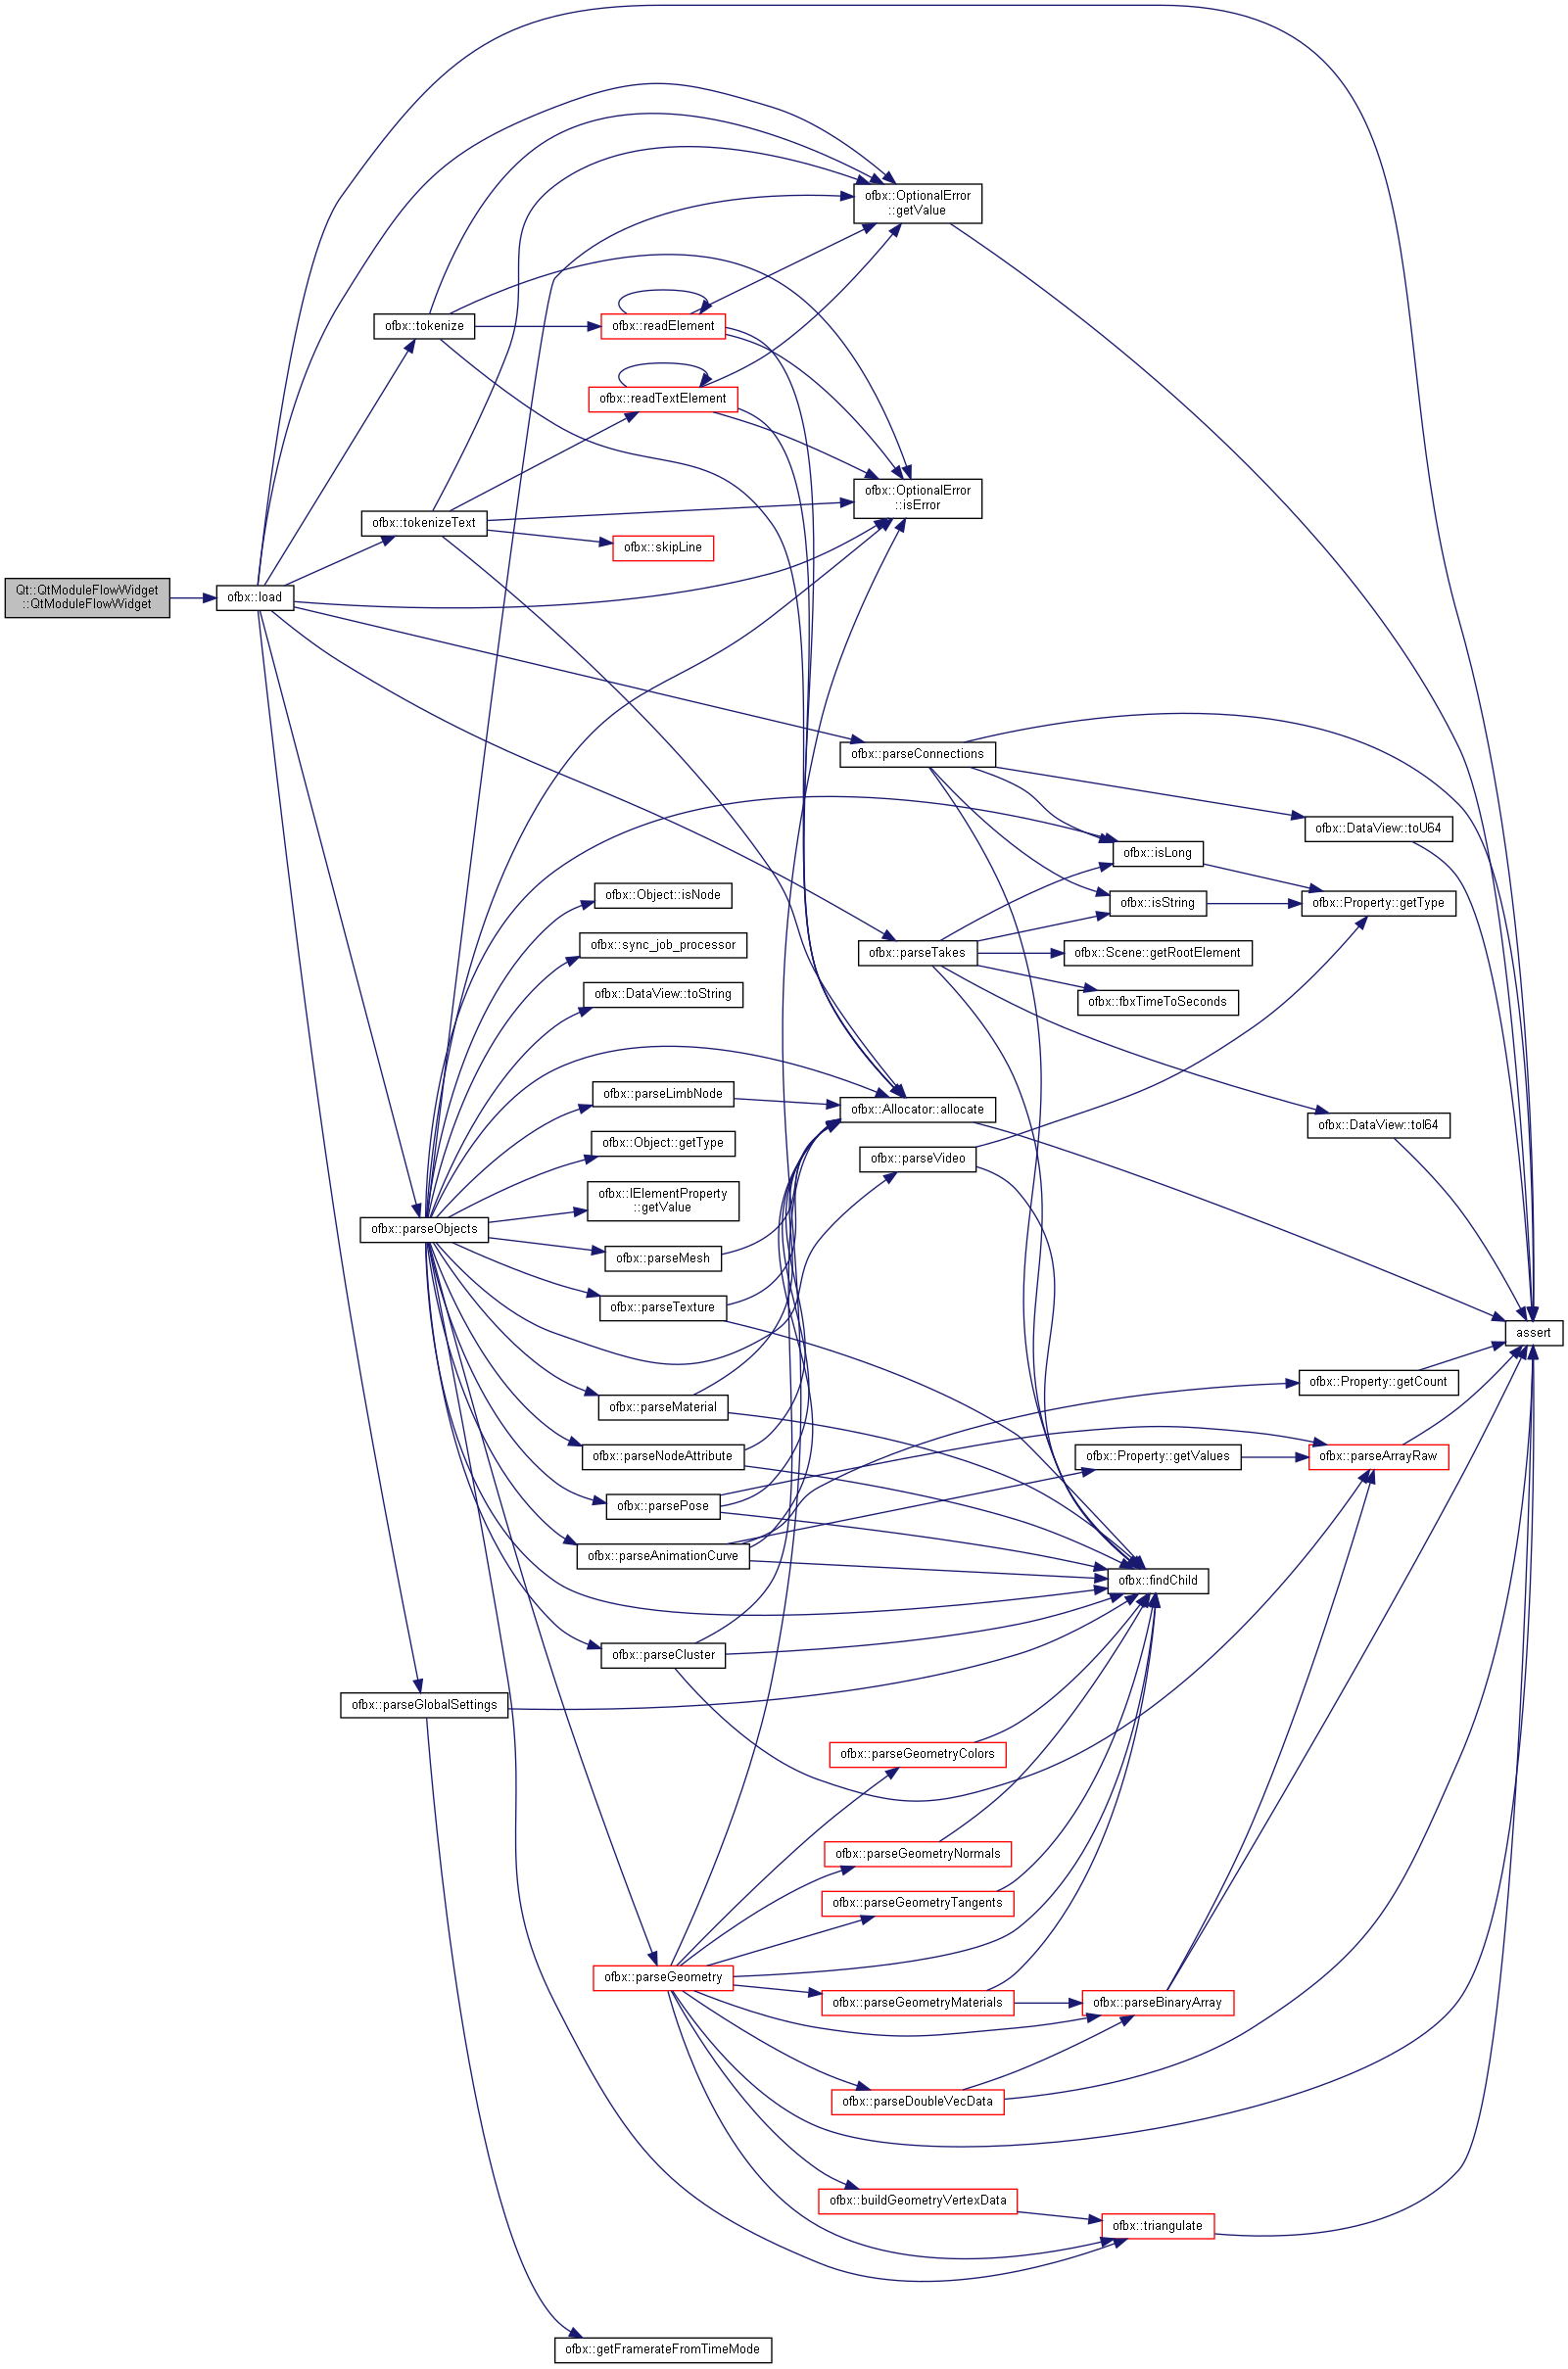 ofbx::OptionalError
::getValue
ofbx::tokenize
ofbx::readElement
ofbx::readTextElement
ofbx::OptionalError
::isError
ofbx::tokenizeText
ofbx::skipLine
Qt::QtModuleFlowWidget
::QtModuleFlowWidget
ofbx::load
ofbx::parseConnections
ofbx::DataView::toU64
ofbx::isLong
ofbx::Object::isNode
ofbx::isString
ofbx::Property::getType
ofbx::sync_job_processor
ofbx::parseTakes
ofbx::Scene::getRootElement
ofbx::DataView::toString
ofbx::fbxTimeToSeconds
ofbx::parseLimbNode
ofbx::Allocator::allocate
ofbx::DataView::toI64
ofbx::Object::getType
ofbx::parseVideo
ofbx::IElementProperty
::getValue
ofbx::parseObjects
ofbx::parseMesh
ofbx::parseTexture
assert
ofbx::Property::getCount
ofbx::parseMaterial
ofbx::parseNodeAttribute
ofbx::Property::getValues
ofbx::parseArrayRaw
ofbx::parsePose
ofbx::parseAnimationCurve
ofbx::findChild
ofbx::parseCluster
ofbx::parseGlobalSettings
ofbx::parseGeometryColors
ofbx::parseGeometryNormals
ofbx::parseGeometryTangents
ofbx::parseGeometry
ofbx::parseGeometryMaterials
ofbx::parseBinaryArray
ofbx::parseDoubleVecData
ofbx::buildGeometryVertexData
ofbx::triangulate
ofbx::getFramerateFromTimeMode